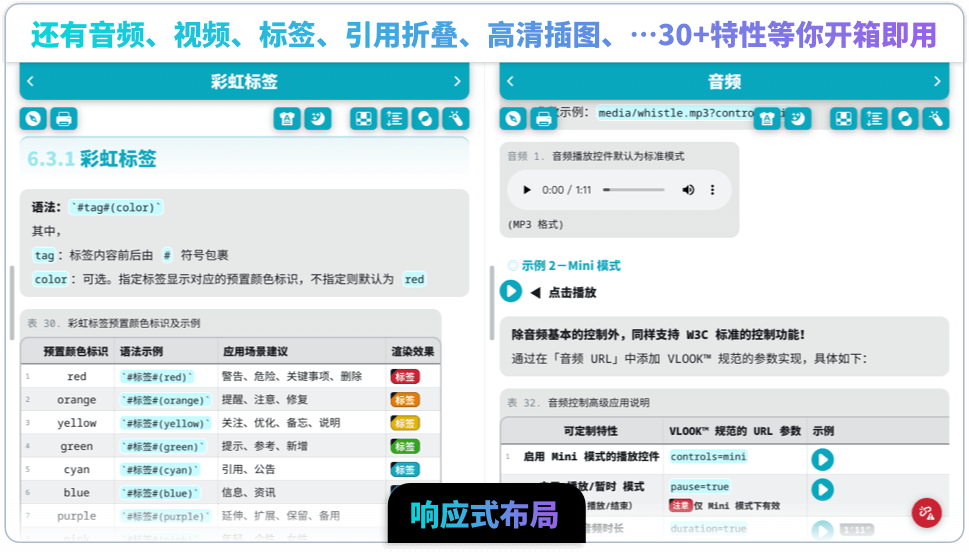 还有音频、视频、标签、引用折叠、高清插图、…30+特性等你开箱即用
彩虹标签
6.3.1 彩虹标签
语法： `#tag#(color)`
其中，
tag： 标签内容前后由 # 符号包裹
color： 可选。指定标签显示对应的预置颜色标识，不指定则默认为 red
表 30. 彩虹标签预置颜色标识及示例
预置颜色标识 语法示例 应用场景建议 渲染效果
1 red `#标签#(red)` 警告、危险、关键事项、删除 标签
2 orange `#标签#(orange)` 提醒、注意、修复 标签
3 yellow `#标签#(yellow)` 关注、优化、备忘、说明 标签
4 green `#标签#(green)` 提示、参考、新增 标签
5 cyan `#标签#(cyan)` 引用、公告 标签
6 blue `#标签#(blue)` 信息、资讯
7 purple `#标签#(purple)` 延伸、扩展、保留、备用
音频
示例： media/whistle.mp3?contro
音频 1. 音频播放控件默认为标准模式
0:00 / 1:11
(MP3 格式)
示例 2－Mini 模式
◀ 点击播放
除音频基本的控制外，同样支持 W3C 标准的控制功能！
通过在「音频 URL」中添加 VLOOK™ 规范的参数实现，具体如下：
表 32. 音频控制高级应用说明
可定制特性 VLOOK™ 规范的 URL 参数 示例
1 启用 Mini 模式的播放控件 controls=mini
播放/暂时 模式 pause=true
播放/结束） 注意 仅 Mini 模式下有效
音频时长 duration=true 1'11"
响应式布局